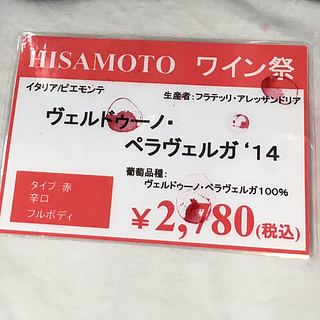 HISAMOTO ワイン祭
イタリア/ピエモンテ 生産者:フラテッリ・アレッサンドリア
ヴェルドゥーノ・
ペラヴェルガ '14
葡萄品種:
ヴェルドゥーノ・ペラヴェルガ100%
タイプ:赤
辛口
フルボディ
¥2,780(税込)